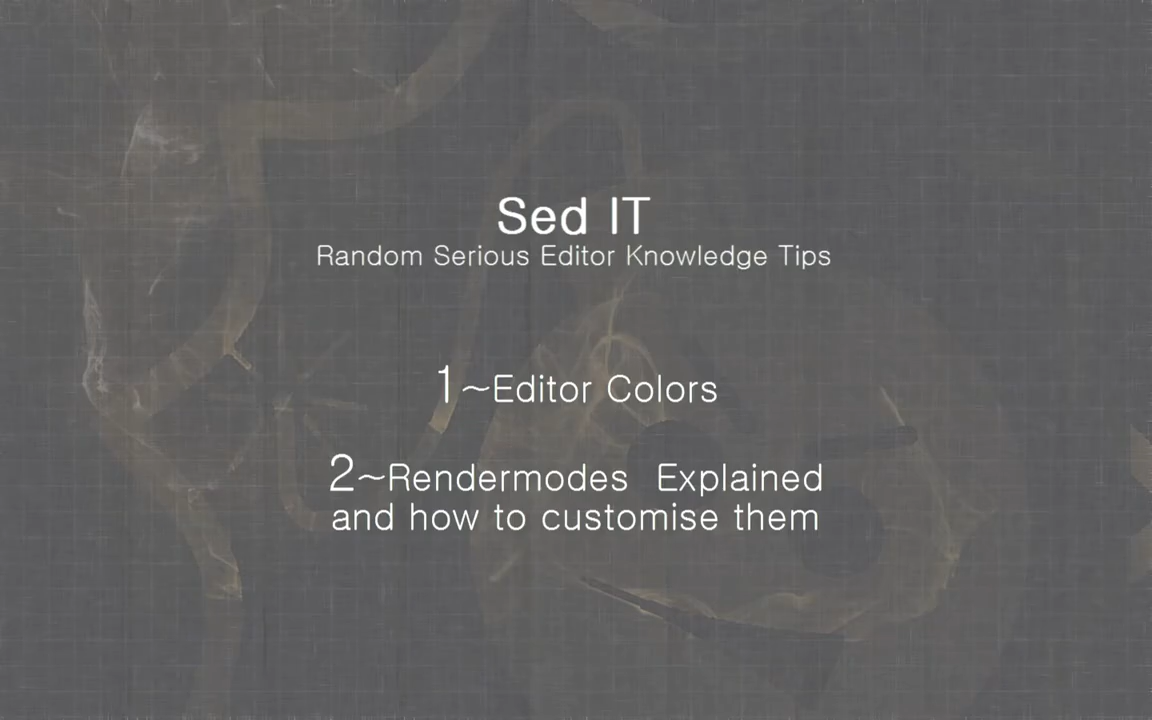 Sed IT
Random Serious Editor Knowledge Tips
1~Editor Colors
2~Rendermodes Explained
and how to customise them